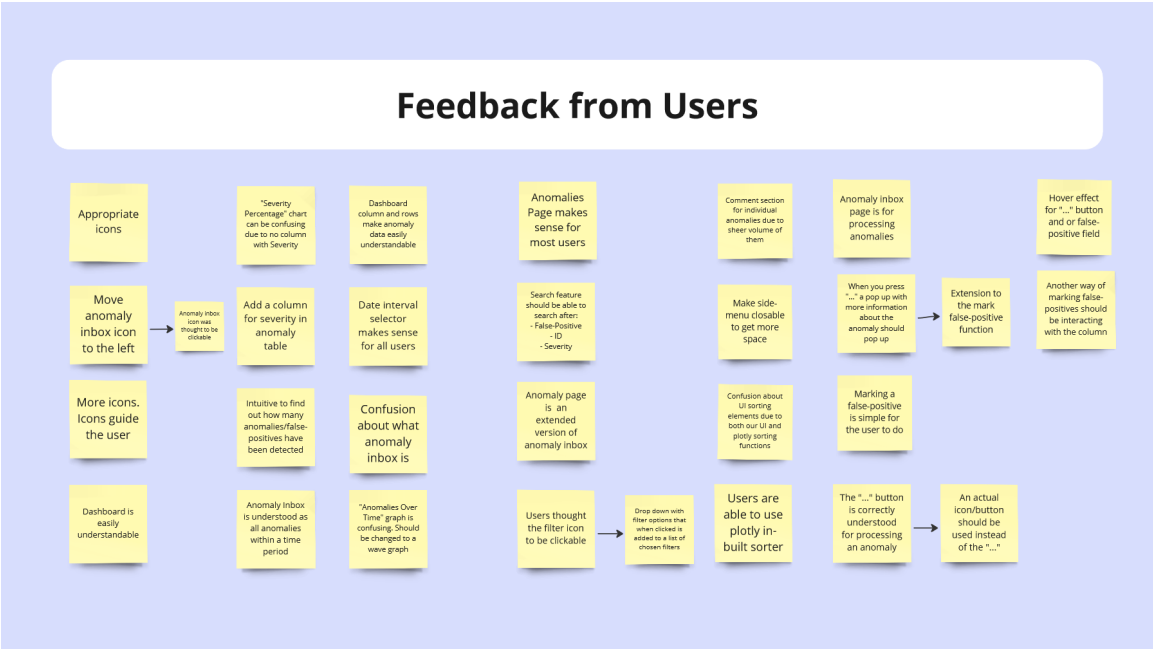 Feedback from Users
Appropriate
icons
"Severity
Percentage" chart
can be confusing
due to no column
with Severity
Dashboard
column and rows
make anomaly
data easily
understandable
Anomalies
Page makes
sense for
most users
Comment section
for individual
anomalies due to
sheer volume of
them
Anomaly inbox
page is for
processing
anomalies
Hover effect
for "..." button
and or false-
positive field
Move
anomaly
inbox icon
to the left
Anomaly inbox
icon was
thought to be
clickable
Add a column
for severity in
anomaly
table
Date interval
selector
makes sense
for all users
Search feature
should be able to
search after:
- False-Positive
- ID
- Severity
Make side-
menu closable
to get more
space
When you press
"..." a pop up with
more information
about the
anomaly should
pop up
Extension to
the mark
false-positive
function
Another way of
marking false-
positives should
be interacting
with the column
More icons.
Icons guide
the user
Intuitive to find
out how many
anomalies/false-
positives have
been detected
Confusion
about what
anomaly
inbox is
Anomaly page
is an
extended
version of
anomaly inbox
Confusion about
UI sorting
elements due to
both our UI and
plotly sorting
functions
Marking a
false-positive
is simple for
the user to do
Dashboard is
easily
understandable
Anomaly Inbox
is understood as
all anomalies
within a time
period
"Anomalies Over
Time" graph is
confusing. Should
be changed to a
wave graph
Users thought
the filter icon
to be clickable
Drop down with
filter options that
when clicked is
added to a list of
chosen filters
Users are
able to use
plotly in-
built sorter
The "..." button
is correctly
understood
for processing
an anomaly
An actual
icon/button
should be
used instead
of the "..."